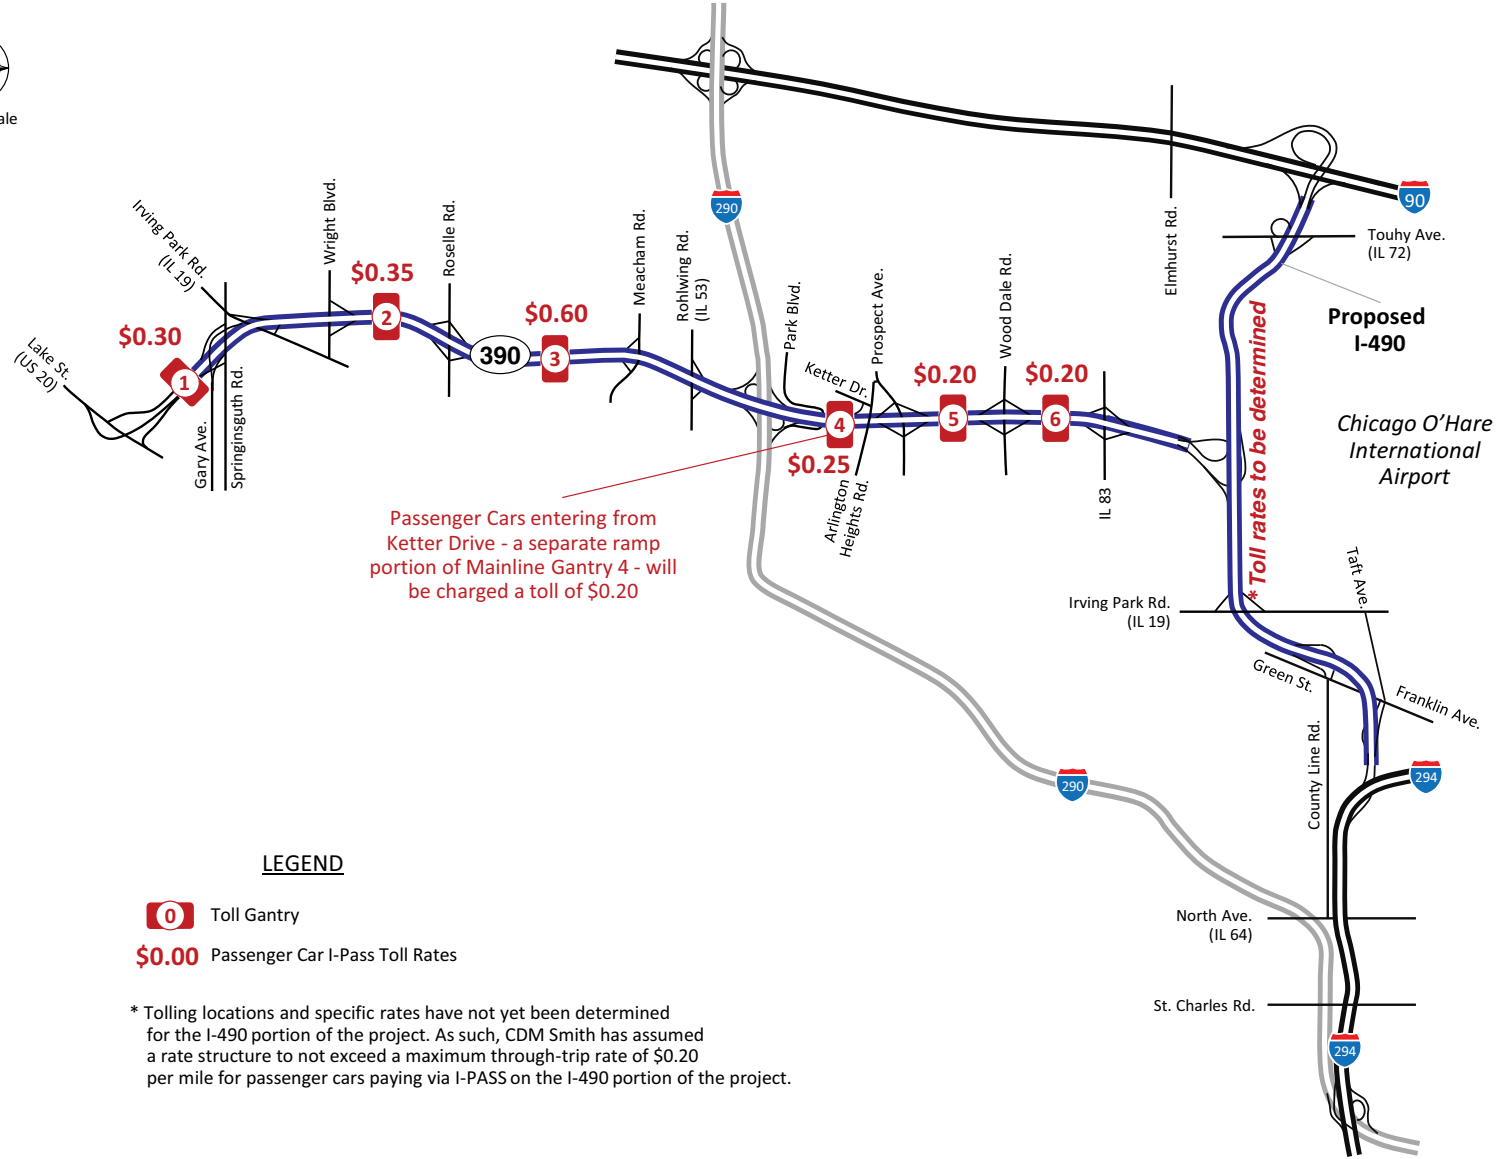 ale
290
90
Elmhurst Rd.
Touhy Ave.
(IL 72)
Proposed
I-490
* Toll rates to be determined
Chicago O’Hare
International
Airport
Irving Park Rd.
(IL 19)
Wright Blvd.
Roselle Rd.
Meacham Rd.
Rohlwing Rd.
(IL 53)
Park Blvd.
Prospect Ave.
Wood Dale Rd.
$0.30
1
$0.35
2
390
$0.60
3
Ketter Dr.
4
$0.25
$0.20
5
$0.20
6
Lake St.
(US 20)
Gary Ave.
Springinsguth Rd.
Arlington
Heights Rd.
IL 83
Passenger Cars entering from
Ketter Drive - a separate ramp
portion of Mainline Gantry 4 - will
be charged a toll of $0.20
Irving Park Rd.
(IL 19)
Taft Ave.
Green St.
Franklin Ave.
County Line Rd.
290
294
North Ave.
(IL 64)
St. Charles Rd.
294
LEGEND
0 Toll Gantry
$0.00 Passenger Car I-Pass Toll Rates
* Tolling locations and specific rates have not yet been determined
for the I-490 portion of the project. As such, CDM Smith has assumed
a rate structure to not exceed a maximum through-trip rate of $0.20
per mile for passenger cars paying via I-PASS on the I-490 portion of the project.